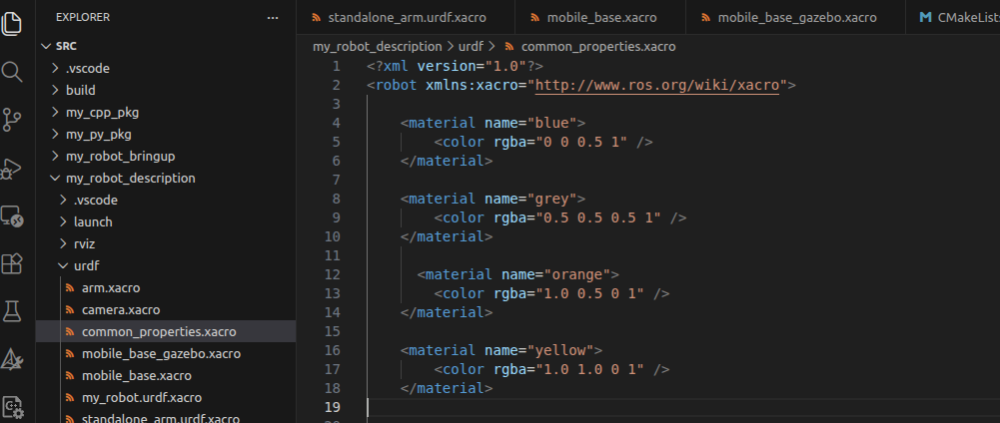 EXPLORER
...
SRC
.vscode
build
my_cpp_pkg
my_py_pkg
my_robot_bringup
my_robot_description
.vscode
launch
rviz
urdf
arm.xacro
camera.xacro
common_properties.xacro
mobile_base_gazebo.xacro
mobile_base.xacro
my_robot.urdf.xacro
standalone_arm.urdf.xacro
standalone_arm.urdf.xacro mobile_base.xacro mobile_base_gazebo.xacro M CMakeLists
my_robot_description > urdf > common_properties.xacro
1 <?xml version="1.0"?>
2 <robot xmlns:xacro="http://www.ros.org/wiki/xacro">
3
4 <material name="blue">
5 <color rgba="0 0 0.5 1" />
6 </material>
7
8 <material name="grey">
9 <color rgba="0.5 0.5 0.5 1" />
10 </material>
11
12 <material name="orange">
13 <color rgba="1.0 0.5 0 1" />
14 </material>
15
16 <material name="yellow">
17 <color rgba="1.0 1.0 0 1" />
18 </material>
19